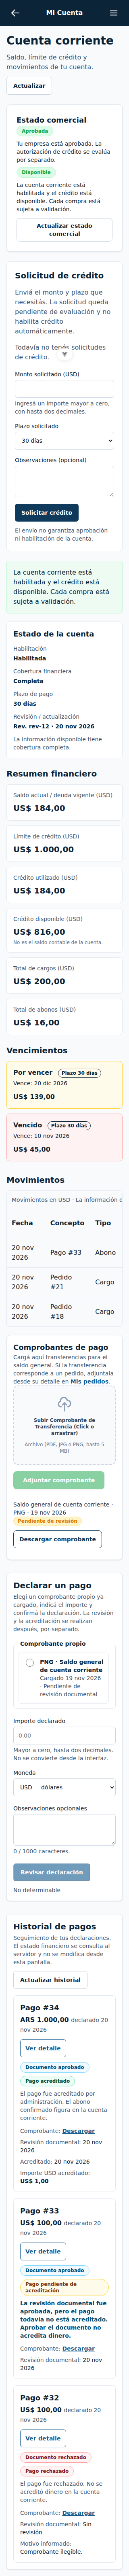 Mi Cuenta
Cuenta corriente
Saldo, límite de crédito y
movimientos de tu cuenta.
Actualizar
Estado comercial
Aprobada
Tu empresa está aprobada. La
autorización de crédito se evalúa
por separado.
Disponible
La cuenta corriente está
habilitada y el crédito está
disponible. Cada compra está
sujeta a validación.
Actualizar estado
comercial
Solicitud de crédito
Enviá el monto y plazo que
necesitás. La solicitud queda
pendiente de evaluación y no
habilita crédito
automáticamente.
Todavía no tenés solicitudes
de crédito.
Monto solicitado (USD)
Ingresá un importe mayor a cero,
con hasta dos decimales.
Plazo solicitado
30 días
Observaciones (opcional)
Solicitar crédito
El envío no garantiza aprobación
ni habilitación de la cuenta.
La cuenta corriente está
habilitada y el crédito está
disponible. Cada compra está
sujeta a validación.
Estado de la cuenta
Habilitación
Habilitada
Cobertura financiera
Completa
Plazo de pago
30 días
Revisión / actualización
Rev. rev-12 · 20 nov 2026
La información disponible tiene
cobertura completa.
Resumen financiero
Saldo actual / deuda vigente (USD)
US$ 184,00
Límite de crédito (USD)
US$ 1.000,00
Crédito utilizado (USD)
US$ 184,00
Crédito disponible (USD)
US$ 816,00
No es el saldo contable de la cuenta.
Total de cargos (USD)
US$ 200,00
Total de abonos (USD)
US$ 16,00
Vencimientos
Por vencer Plazo 30 días
Vence: 20 dic 2026
US$ 139,00
Vencido Plazo 30 días
Vence: 10 nov 2026
US$ 45,00
Movimientos
Movimientos en USD · La información d
Fecha Concepto Tipo
20 nov
2026 Pago #33 Abono
20 nov
2026 Pedido
#21 Cargo
20 nov
2026 Pedido
#18 Cargo
Comprobantes de pago
Cargá aquí transferencias para el
saldo general. Si la transferencia
corresponde a un pedido, adjuntala
desde su detalle en Mis pedidos.
Subir Comprobante de
Transferencia (Click o
arrastrar)
Archivo (PDF, JPG o PNG, hasta 5
MB)
Adjuntar comprobante
Saldo general de cuenta corriente ·
PNG · 19 nov 2026
Pendiente de revisión
Descargar comprobante
Declarar un pago
Elegí un comprobante propio ya
cargado, indicá el importe y
confirmá la declaración. La revisión
y la acreditación se realizan
después, por separado.
Comprobante propio
PNG · Saldo general
de cuenta corriente
Cargado 19 nov 2026
· Pendiente de
revisión documental
Importe declarado
0.00
Mayor a cero, hasta dos decimales.
No se convierte desde la interfaz.
Moneda
USD — dólares
Observaciones opcionales
0 / 1000 caracteres.
Revisar declaración
No determinable
Historial de pagos
Seguimiento de tus declaraciones.
El estado financiero se consulta al
servidor y no se modifica desde
esta pantalla.
Actualizar historial
Pago #34
ARS 1.000,00 declarado 20
nov 2026
Ver detalle
Documento aprobado
Pago acreditado
El pago fue acreditado por
administración. El abono
confirmado figura en la cuenta
corriente.
Comprobante: Descargar
Revisión documental: 20 nov
2026
Acreditado: 20 nov 2026
Importe USD acreditado:
US$ 1,00
Pago #33
US$ 100,00 declarado 20
nov 2026
Ver detalle
Documento aprobado
Pago pendiente de
acreditación
La revisión documental fue
aprobada, pero el pago
todavía no está acreditado.
Aprobar el documento no
acredita dinero.
Comprobante: Descargar
Revisión documental: 20 nov
2026
Pago #32
US$ 100,00 declarado 20
nov 2026
Ver detalle
Documento rechazado
Pago rechazado
El pago fue rechazado. No se
acreditó dinero en la cuenta
corriente.
Comprobante: Descargar
Revisión documental: Sin
revisión
Motivo informado:
Comprobante ilegible.